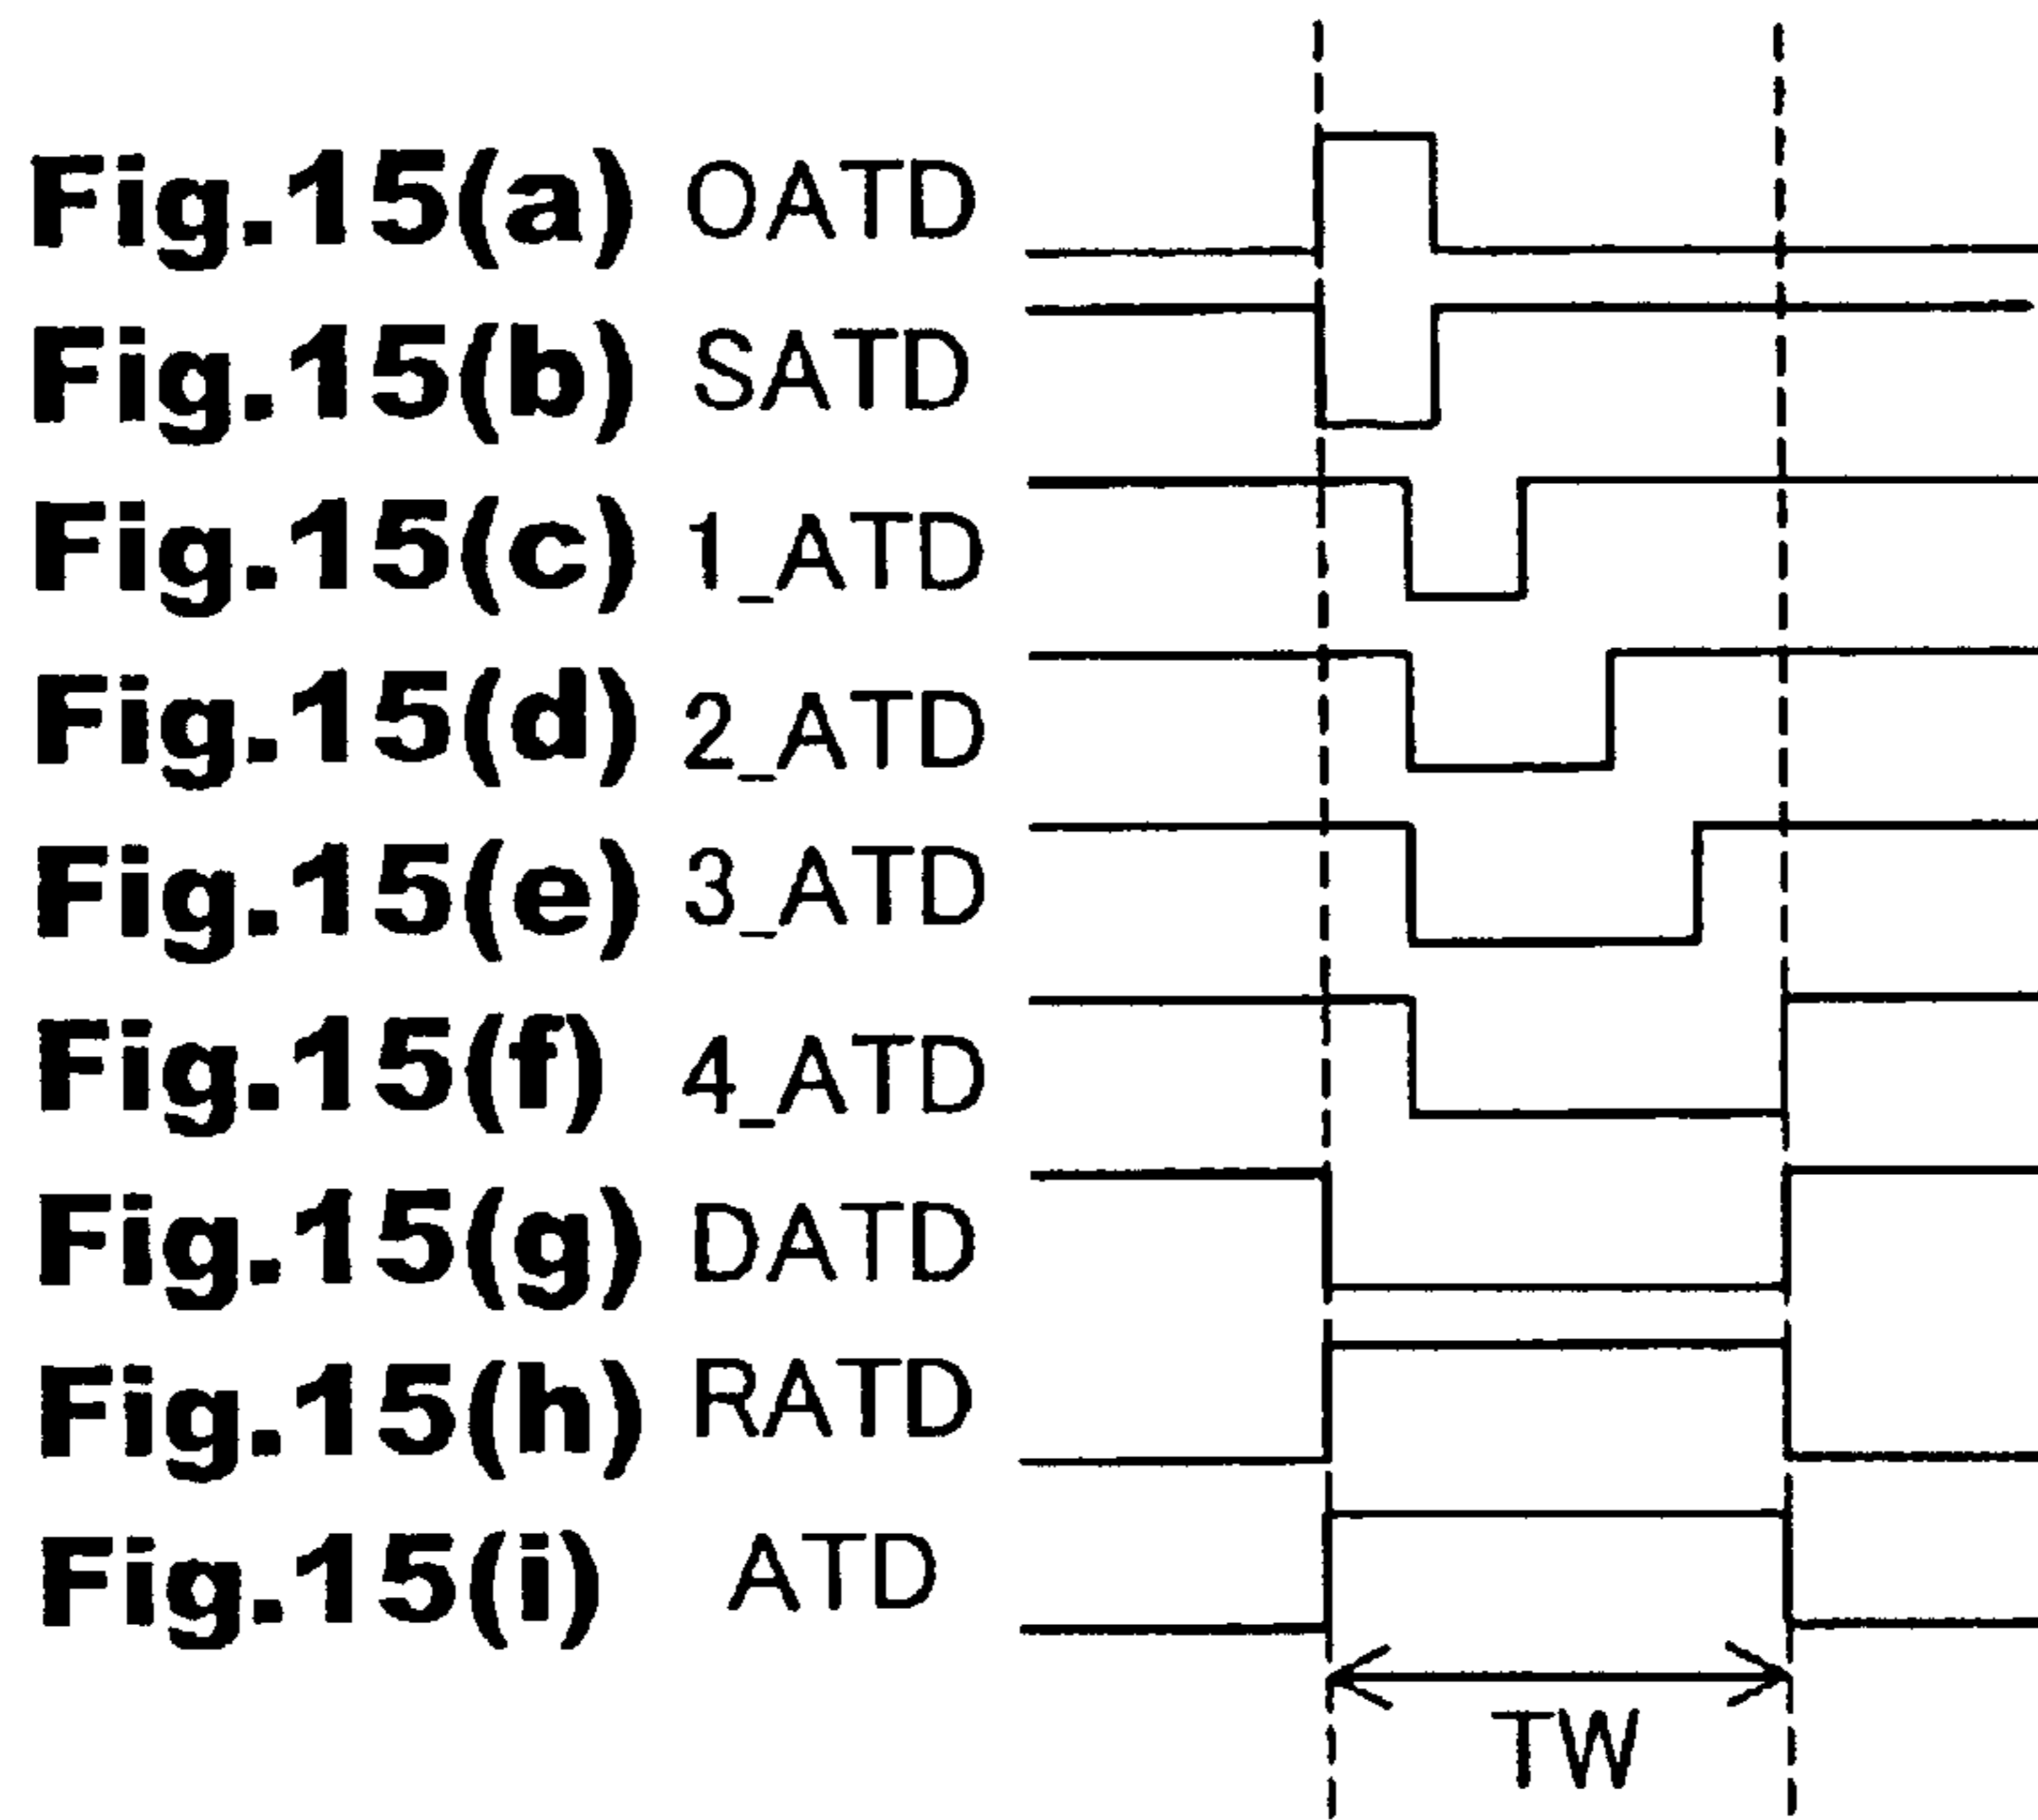 Fig.15(a) OATD
Fig.15(b) SATD
Fig.15(c) 1_ATD
Fig.15(d) 2_ATD
Fig.15(e) 3_ATD
Fig.15(f) 4_ATD
Fig.15(g) DATD
Fig.15(h) RATD
Fig.15(i) ATD
TW